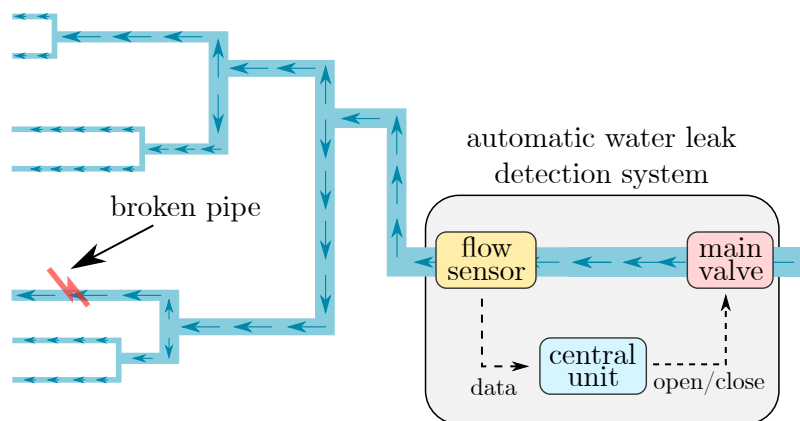 automatic water leak
detection system
broken pipe
flow
sensor
main
valve
central
unit
data
open/close